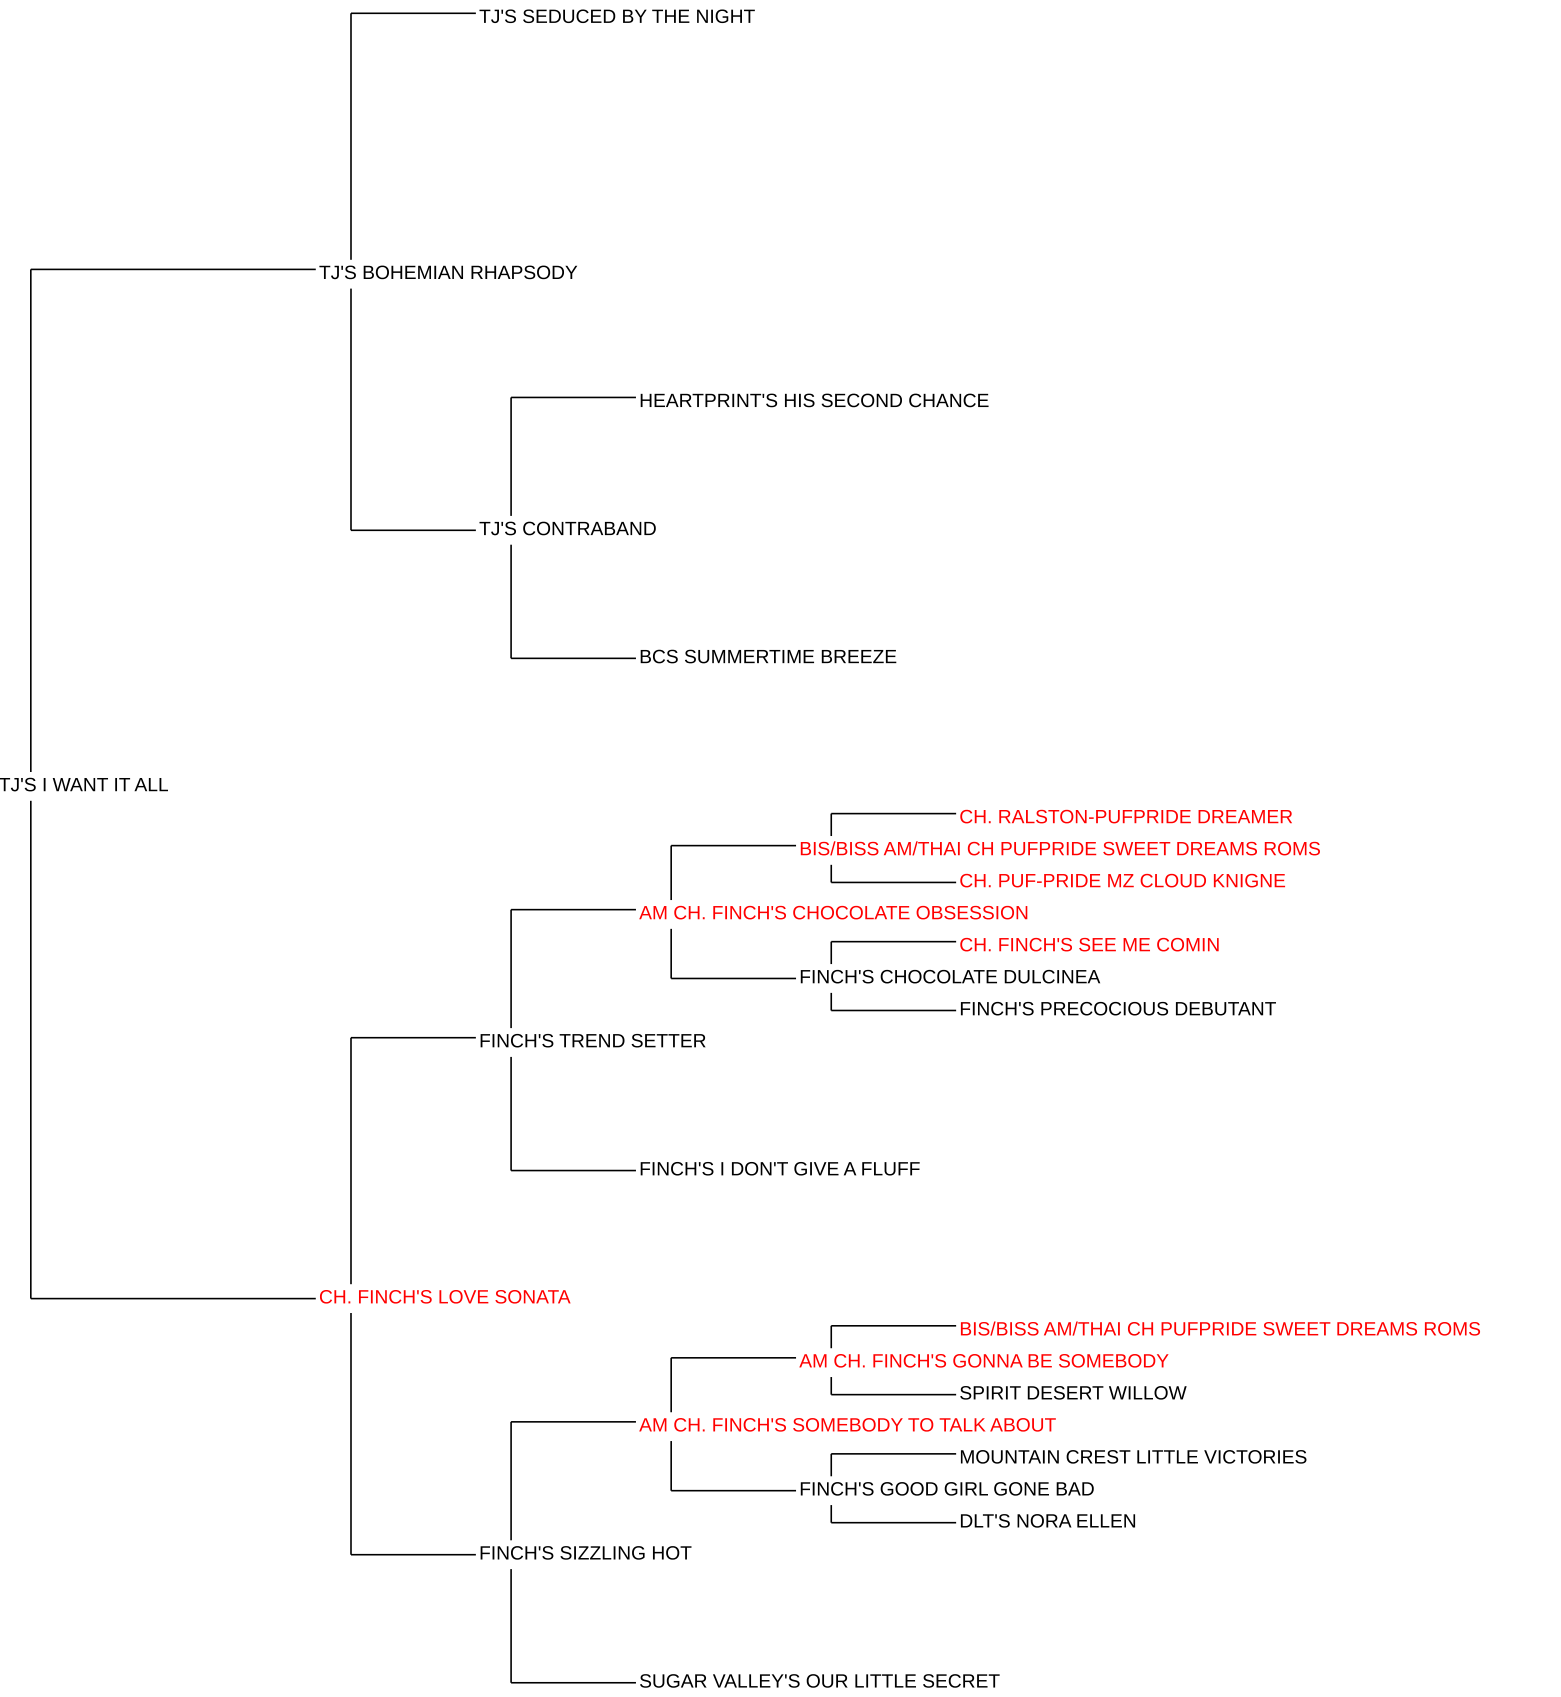 TJ'S SEDUCED BY THE NIGHT
TJ'S BOHEMIAN RHAPSODY
HEARTPRINT'S HIS SECOND CHANCE
TJ'S CONTRABAND
BCS SUMMERTIME BREEZE
TJ'S I WANT IT ALL
CH. RALSTON-PUFPRIDE DREAMER
BIS/BISS AM/THAI CH PUFPRIDE SWEET DREAMS ROMS
CH. PUF-PRIDE MZ CLOUD KNIGNE
AM CH. FINCH'S CHOCOLATE OBSESSION
CH. FINCH'S SEE ME COMIN
FINCH'S CHOCOLATE DULCINEA
FINCH'S PRECOCIOUS DEBUTANT
FINCH'S TREND SETTER
FINCH'S I DON'T GIVE A FLUFF
CH. FINCH'S LOVE SONATA
BIS/BISS AM/THAI CH PUFPRIDE SWEET DREAMS ROMS
AM CH. FINCH'S GONNA BE SOMEBODY
SPIRIT DESERT WILLOW
AM CH. FINCH'S SOMEBODY TO TALK ABOUT
MOUNTAIN CREST LITTLE VICTORIES
FINCH'S GOOD GIRL GONE BAD
DLT'S NORA ELLEN
FINCH'S SIZZLING HOT
SUGAR VALLEY'S OUR LITTLE SECRET